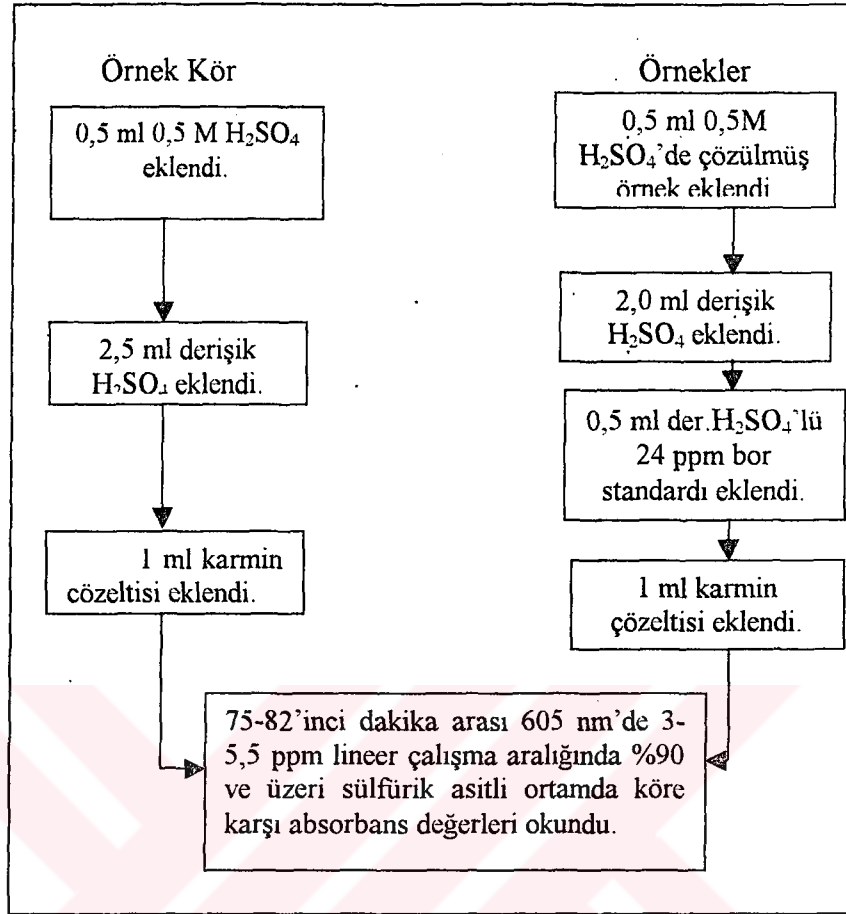 Örnek Kör
0,5 ml 0,5 M H₂SO₄
eklendi.
2,5 ml derişik
H₂SO₄ eklendi.
1 ml karmin
cözeltisi eklendi.
Örnekler
0,5 ml 0,5M
H₂SO₄'de çözülmüş
örnek eklendi
2,0 ml derişik
H₂SO₄ eklendi.
0,5 ml der.H₂SO₄'lü
24 ppm bor
standardı eklendi.
1 ml karmin
çözeltisi eklendi.
75-82'inci dakika arası 605 nm'de 3-
5,5 ppm lineer çalışma aralığında %90
ve üzeri sülfürik asitli ortamda köre
karşı absorbans değerleri okundu.